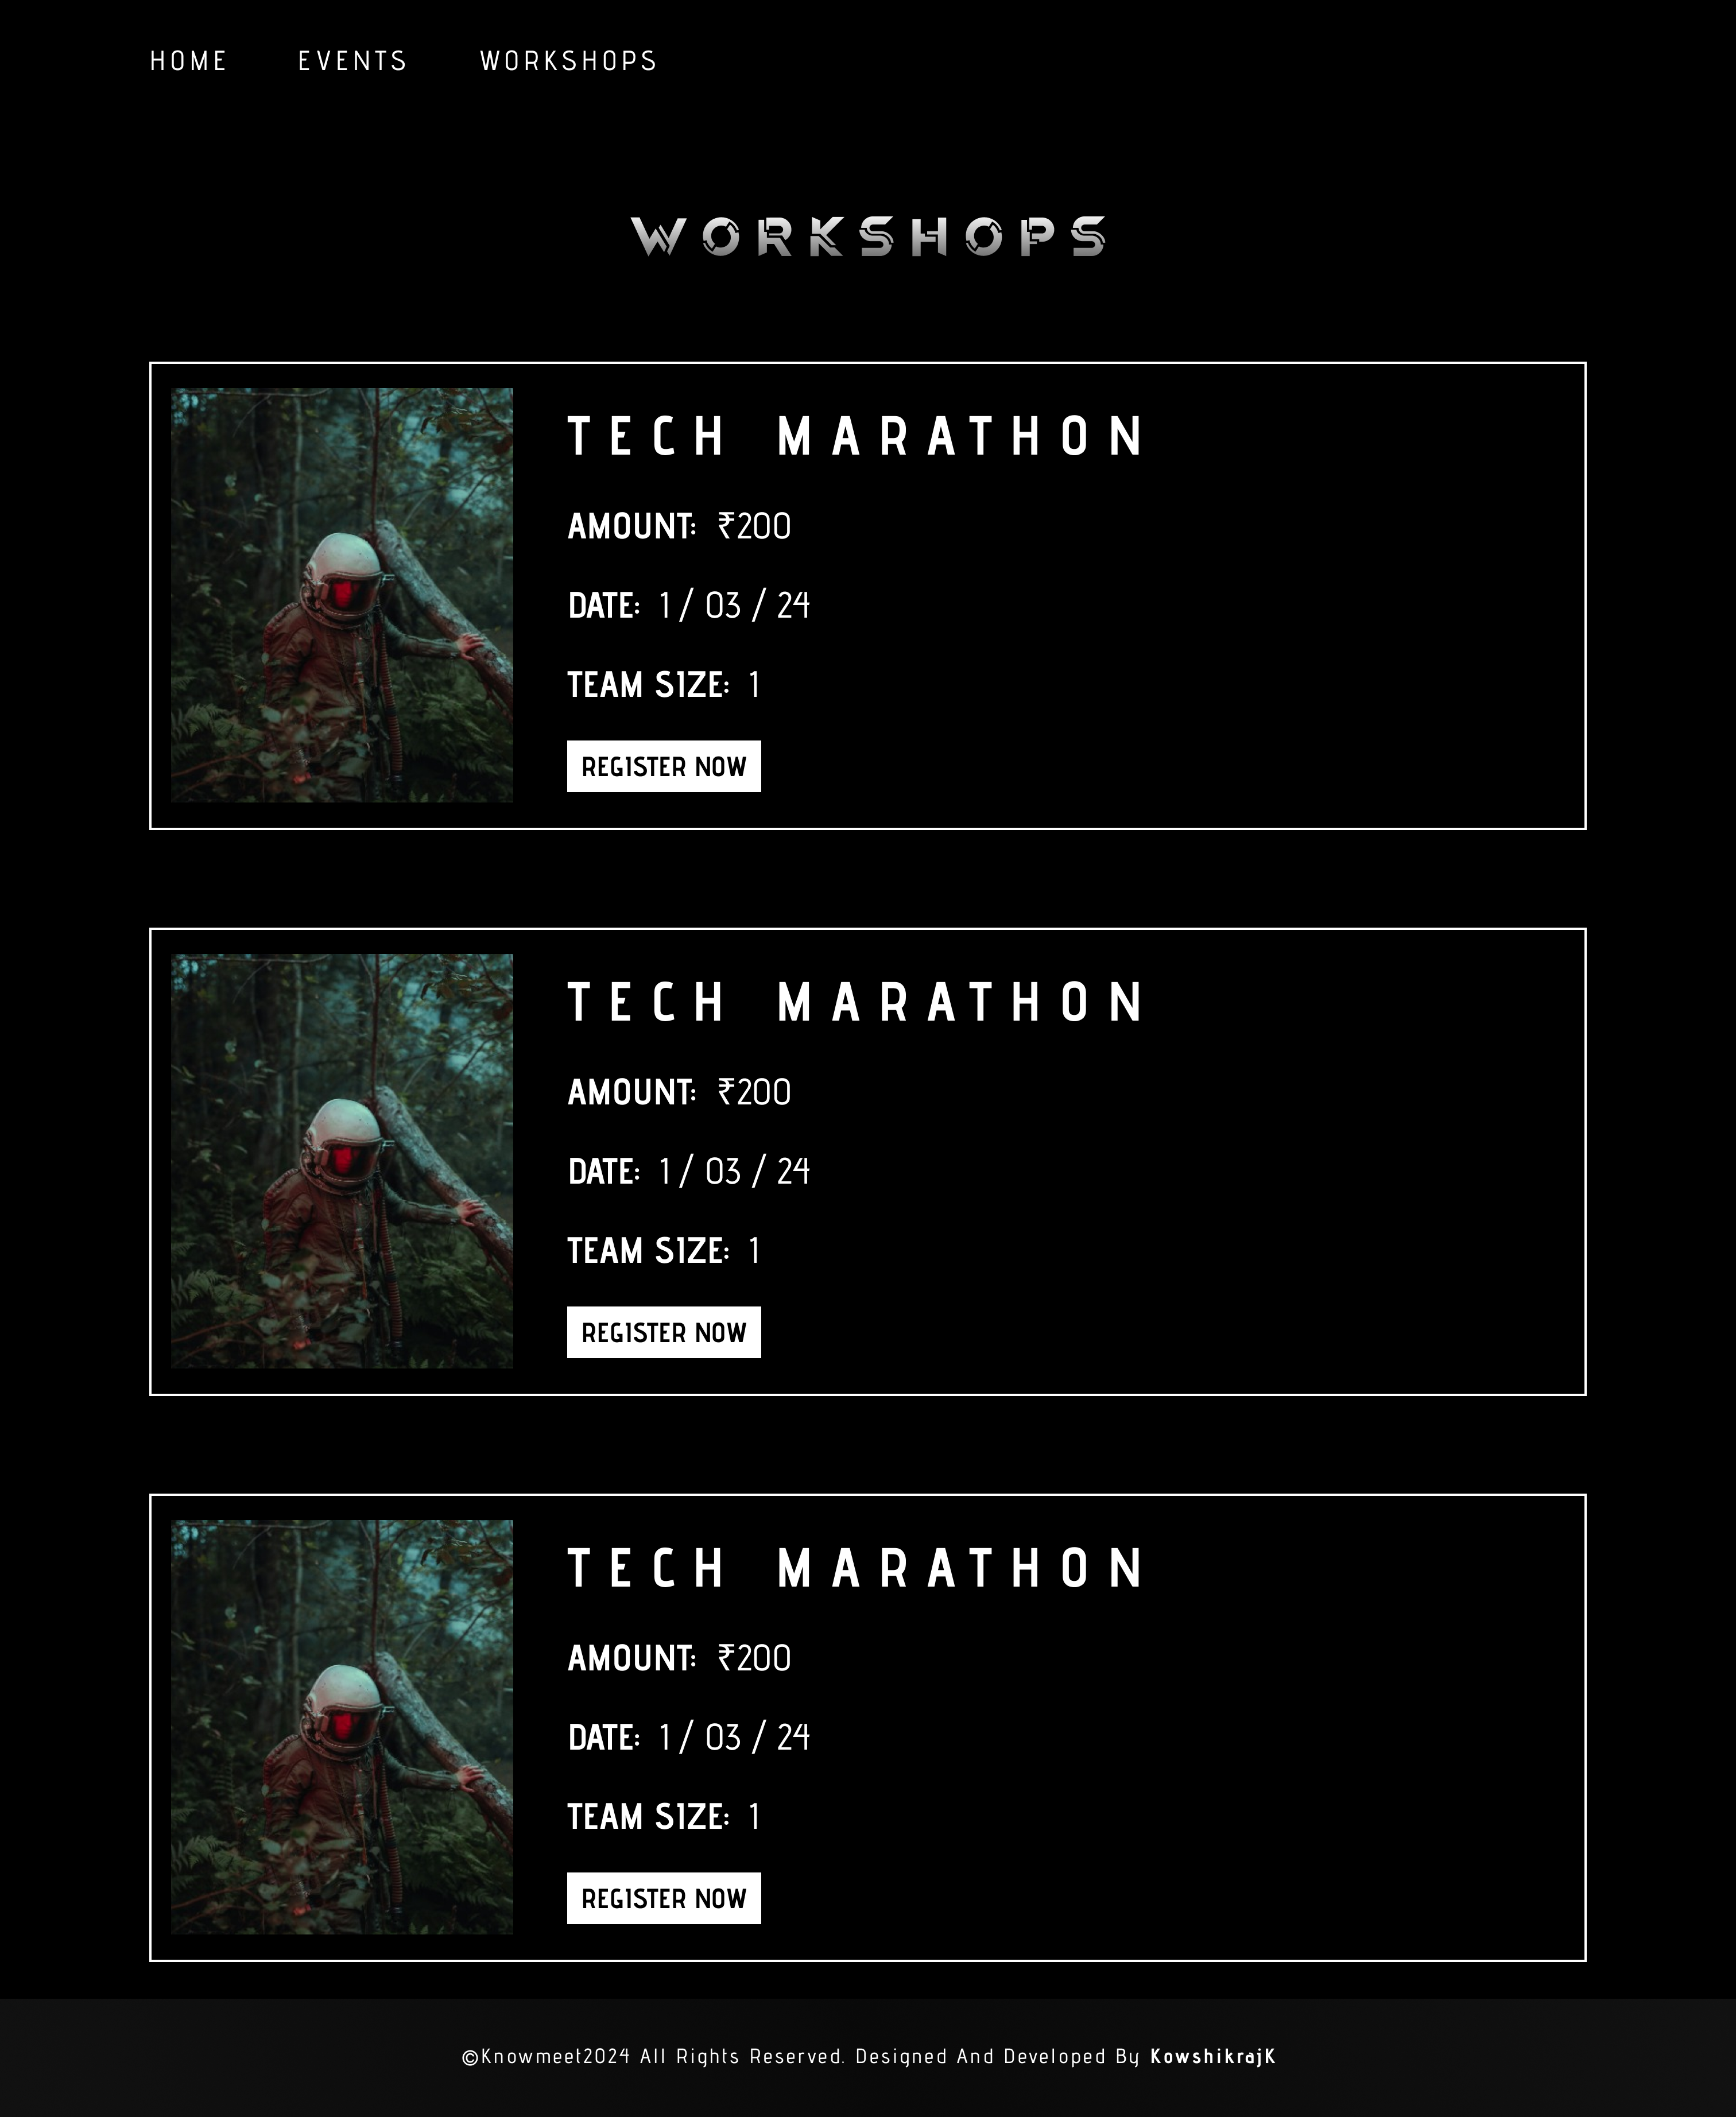 HOME EVENTS WORKSHOPS
WORKSHOPS
TECH MARATHON
AMOUNT: ₹200
DATE: 1 / 03 / 24
TEAM SIZE: 1
REGISTER NOW
TECH MARATHON
AMOUNT: ₹200
DATE: 1 / 03 / 24
TEAM SIZE: 1
REGISTER NOW
TECH MARATHON
AMOUNT: ₹200
DATE: 1 / 03 / 24
TEAM SIZE: 1
REGISTER NOW
©Knowmeet2024 All Rights Reserved. Designed And Developed By KowshikrajK